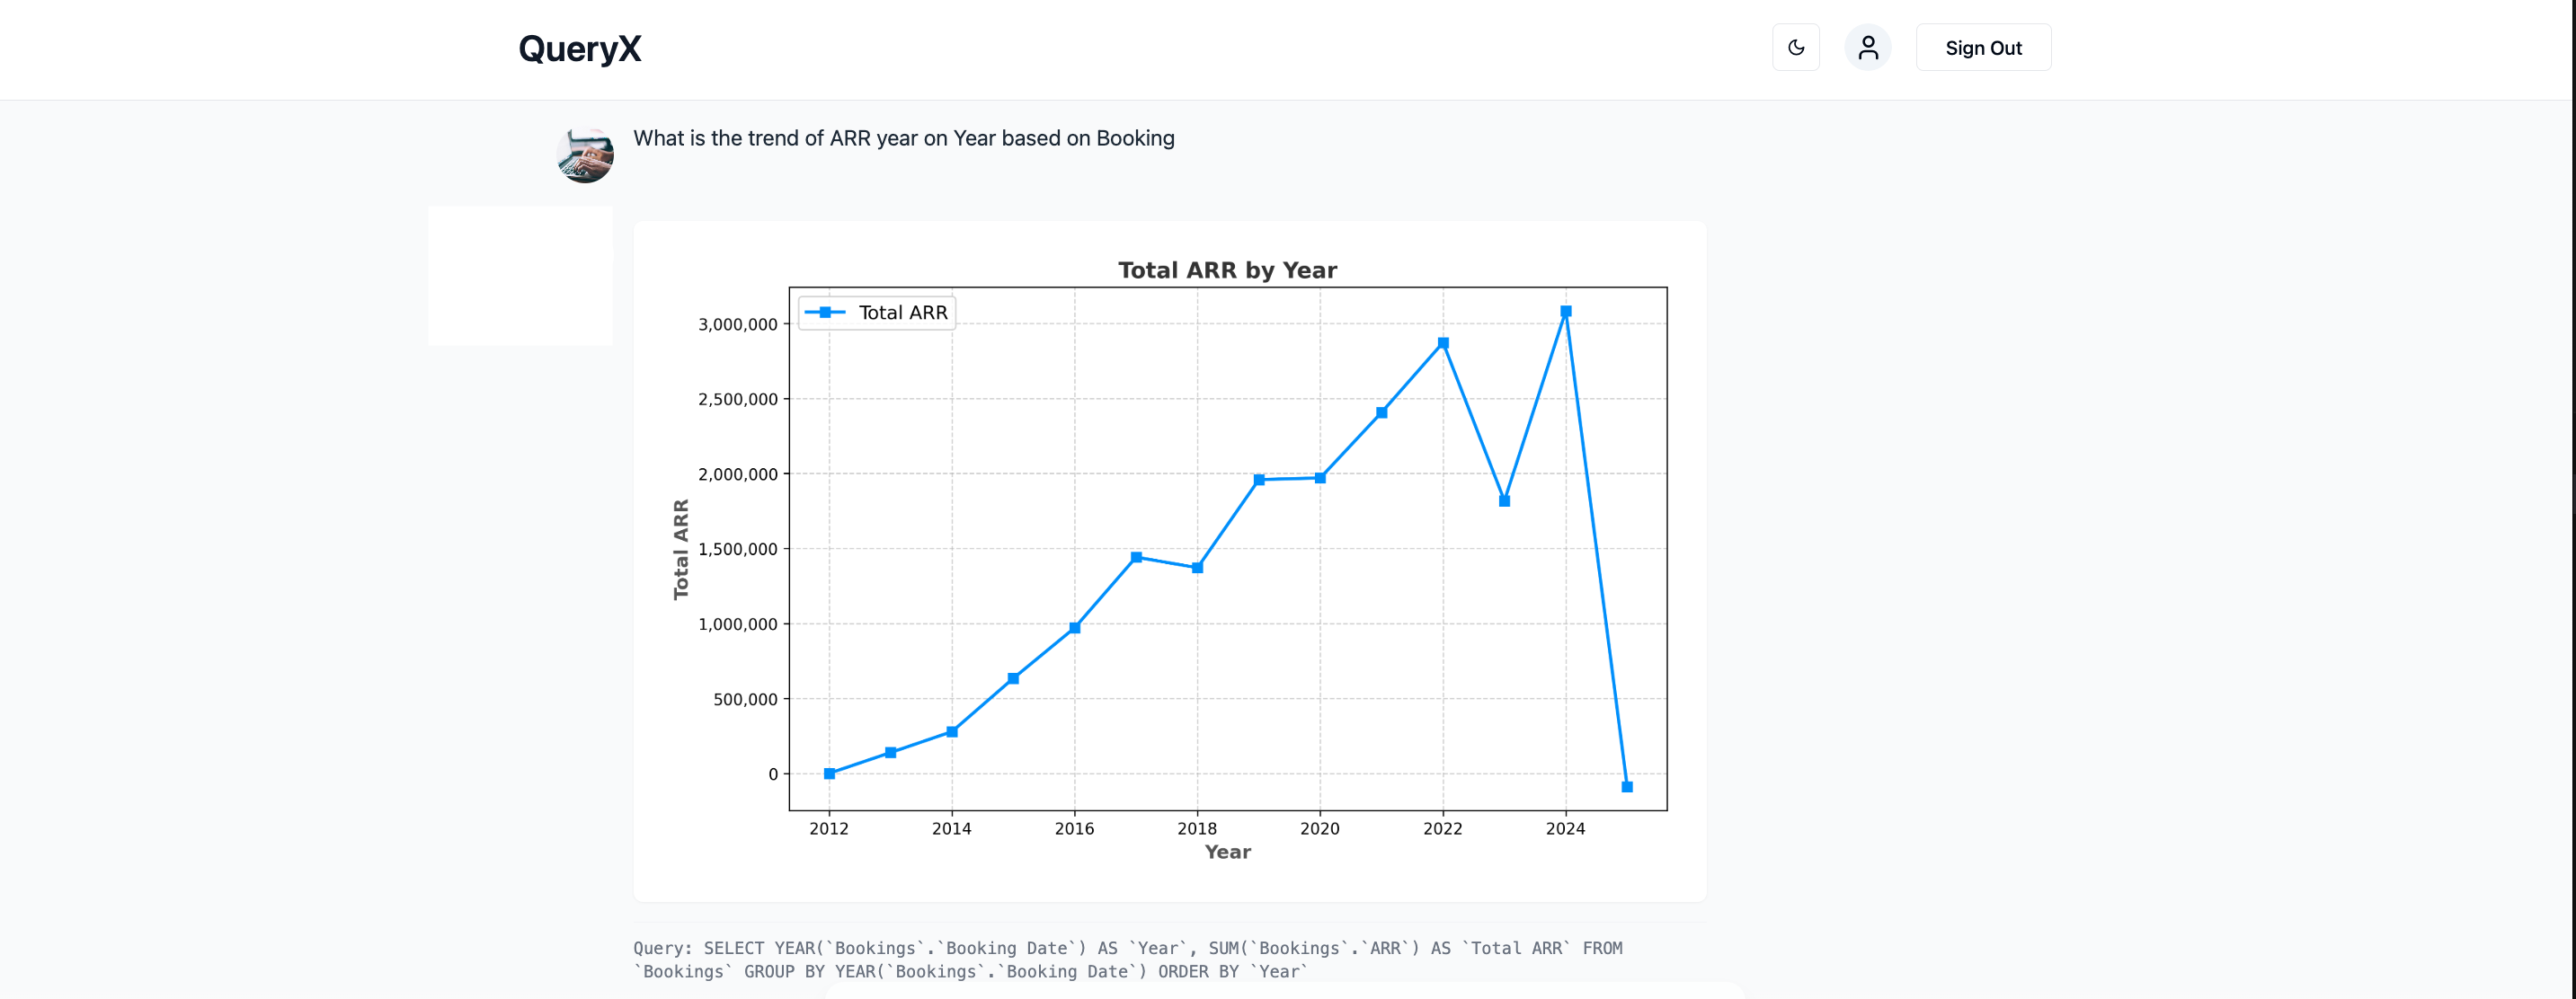 QueryX
Sign Out
What is the trend of ARR year on Year based on Booking
Total ARR by Year
Total ARR
3,000,000
2,500,000
2,000,000
1,500,000
1,000,000
500,000
0
Total ARR
2012 2014 2016 2018 2020 2022 2024
Year
Query: SELECT YEAR(`Bookings`.`Booking Date`) AS `Year`, SUM(`Bookings`.`ARR`) AS `Total ARR` FROM
`Bookings` GROUP BY YEAR(`Bookings`.`Booking Date`) ORDER BY `Year`